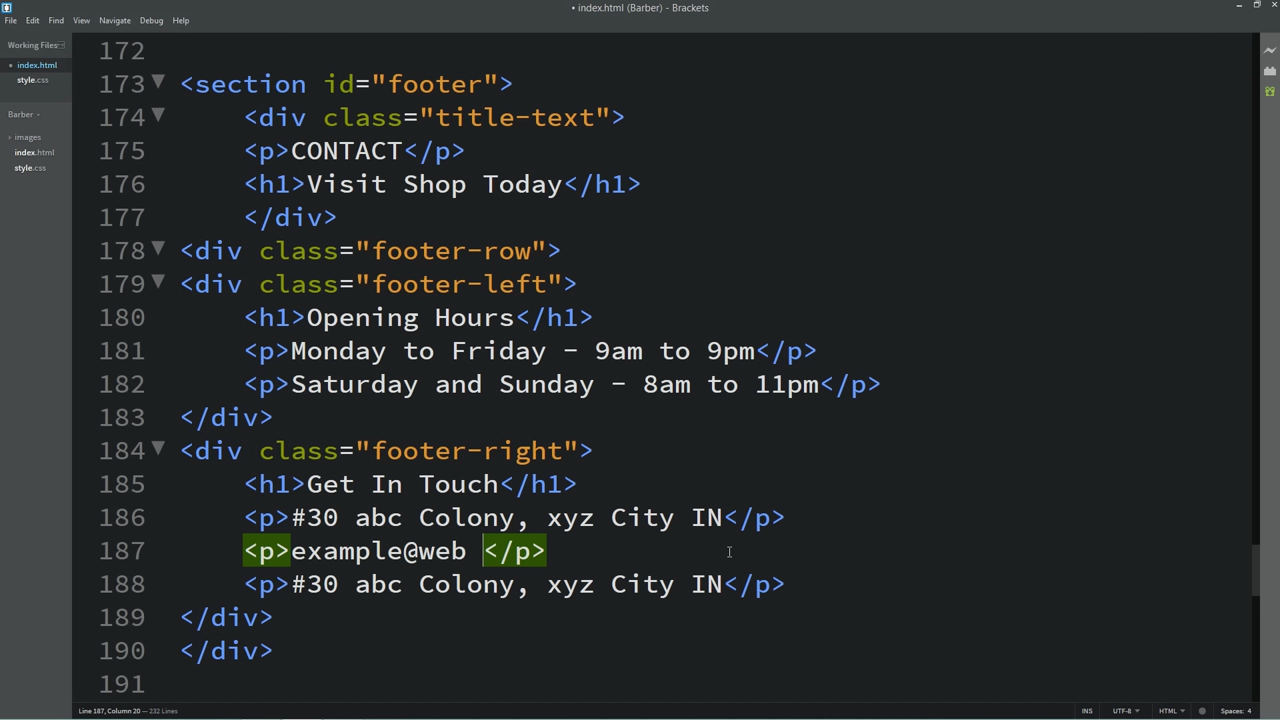 • index.html (Barber) - Brackets
File Edit Find View Navigate Debug Help
Working Files
• index.html
style.css
Barber
images
index.html
style.css
172
173 <section id="footer">
174 <div class="title-text">
175 <p>CONTACT</p>
176 <h1>Visit Shop Today</h1>
177 </div>
178 <div class="footer-row">
179 <div class="footer-left">
180 <h1>Opening Hours</h1>
181 <p>Monday to Friday - 9am to 9pm</p>
182 <p>Saturday and Sunday - 8am to 11pm</p>
183 </div>
184 <div class="footer-right">
185 <h1>Get In Touch</h1>
186 <p>#30 abc Colony, xyz City IN</p>
187 <p>example@web </p>
188 <p>#30 abc Colony, xyz City IN</p>
189 </div>
190 </div>
191
Line 187, Column 20 — 232 Lines
INS UTF-8 HTML Spaces: 4